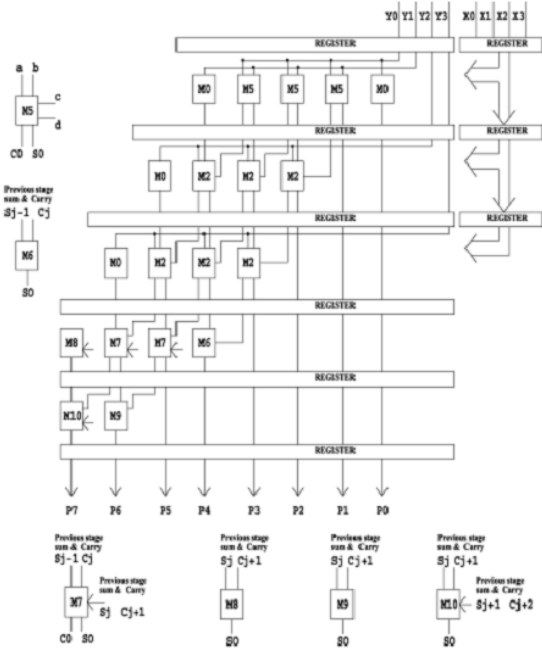 Y0 Y1 Y2 Y3 X0 X1 X2 X3
REGISTER REGISTER
a b
M0 M5 M5 M5 M0
M5 c
d
C0 S0
REGISTER REGISTER
M0 M2 M2 M2
Previous stage
sum & Carry
Sj-1 Cj
REGISTER REGISTER
M6
M0 M2 M2 M2
S0
REGISTER
M8 M7 M7 M6
REGISTER
M10 M9
REGISTER
P7 P6 P5 P4 P3 P2 P1 P0
Previous stage
sum & Carry
Sj-1 Cj
M7
Previous stage
sum & Carry
Sj Cj+1
C0 S0
Previous stage
sum & Carry
Sj Cj+1
M8
S0
Previous stage
sum & Carry
Sj Cj+1
M9
S0
Previous stage
sum & Carry
Sj Cj+1
M10
Previous stage
sum & Carry
Sj+1 Cj+2
S0